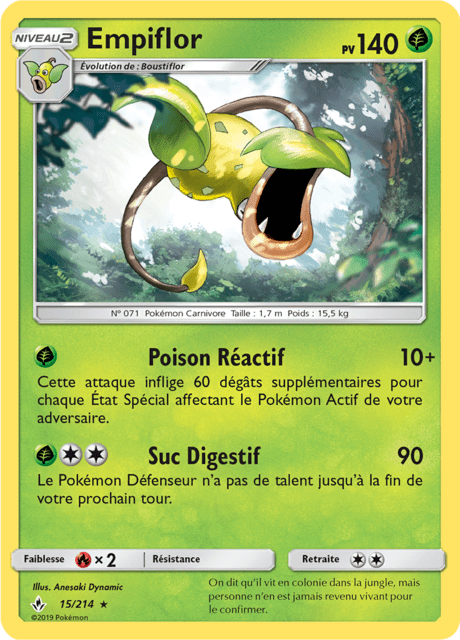 NIVEAU 2 Empiflor PV 140
Évolution de : Boustiflor
Nº 071 Pokémon Carnivore Taille : 1,7 m Poids : 15,5 kg
Poison Réactif 10+
Cette attaque inflige 60 dégâts supplémentaires pour
chaque État Spécial affectant le Pokémon Actif de votre
adversaire.
Suc Digestif 90
Le Pokémon Défenseur n'a pas de talent jusqu'à la fin de
votre prochain tour.
Faiblesse ×2 Résistance Retraite
Illus. Anesaki Dynamic
15/214 ★
©2019 Pokémon
On dit qu'il vit en colonie dans la jungle, mais
personne n'en est jamais revenu vivant pour
le confirmer.